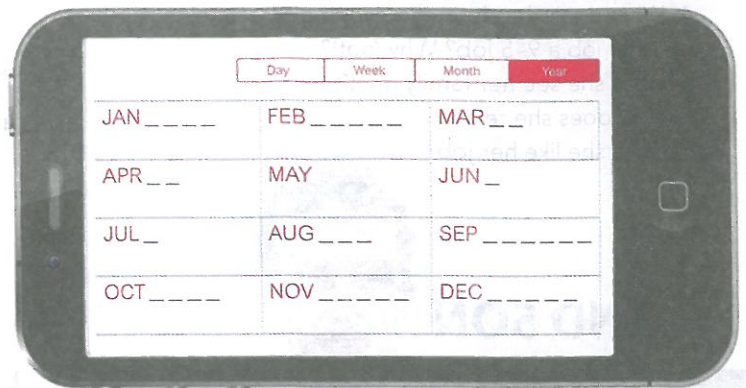 Day Week Month Year
JAN _ _ _ _ FEB _ _ _ _ _ MAR _ _
APR _ _ MAY JUN _
JUL _ AUG _ _ _ SEP _ _ _ _ _ _
OCT _ _ _ _ NOV _ _ _ _ _ DEC _ _ _ _ _